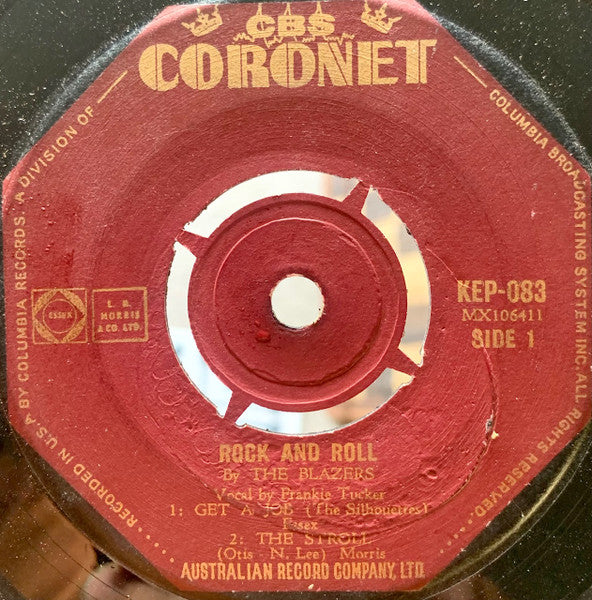 CBS
CORONET
RECORDED IN U.S.A BY COLUMBIA RECORDS. A DIVISION OF — COLUMBIA BROADCASTING SYSTEM INC. ALL RIGHTS RESERVED
ESSEX
L. B.
MORRIS
& CO. LTD.
KEP-083
MX106411
SIDE 1
ROCK AND ROLL
By THE BLAZERS
Vocal by Frankie Tucker
1: GET A JOB (The Silhouettes)
Essex
2: THE STROLL
(Otis - N. Lee) Morris
AUSTRALIAN RECORD COMPANY, LTD.